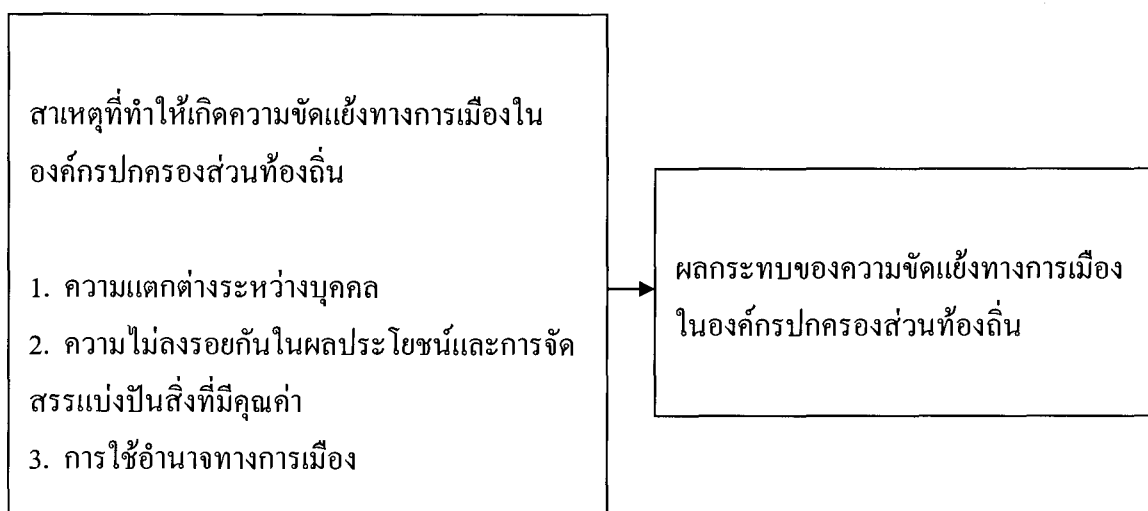 สาเหตุที่ทำให้เกิดความขัดแย้งทางการเมืองใน
องค์กรปกครองส่วนท้องถิ่น
1. ความแตกต่างระหว่างบุคคล
2. ความไม่ลงรอยกันในผลประโยชน์และการจัด
สรรแบ่งปันสิ่งที่มีคุณค่า
3. การใช้อำนาจทางการเมือง
ผลกระทบของความขัดแย้งทางการเมือง
ในองค์กรปกครองส่วนท้องถิ่น